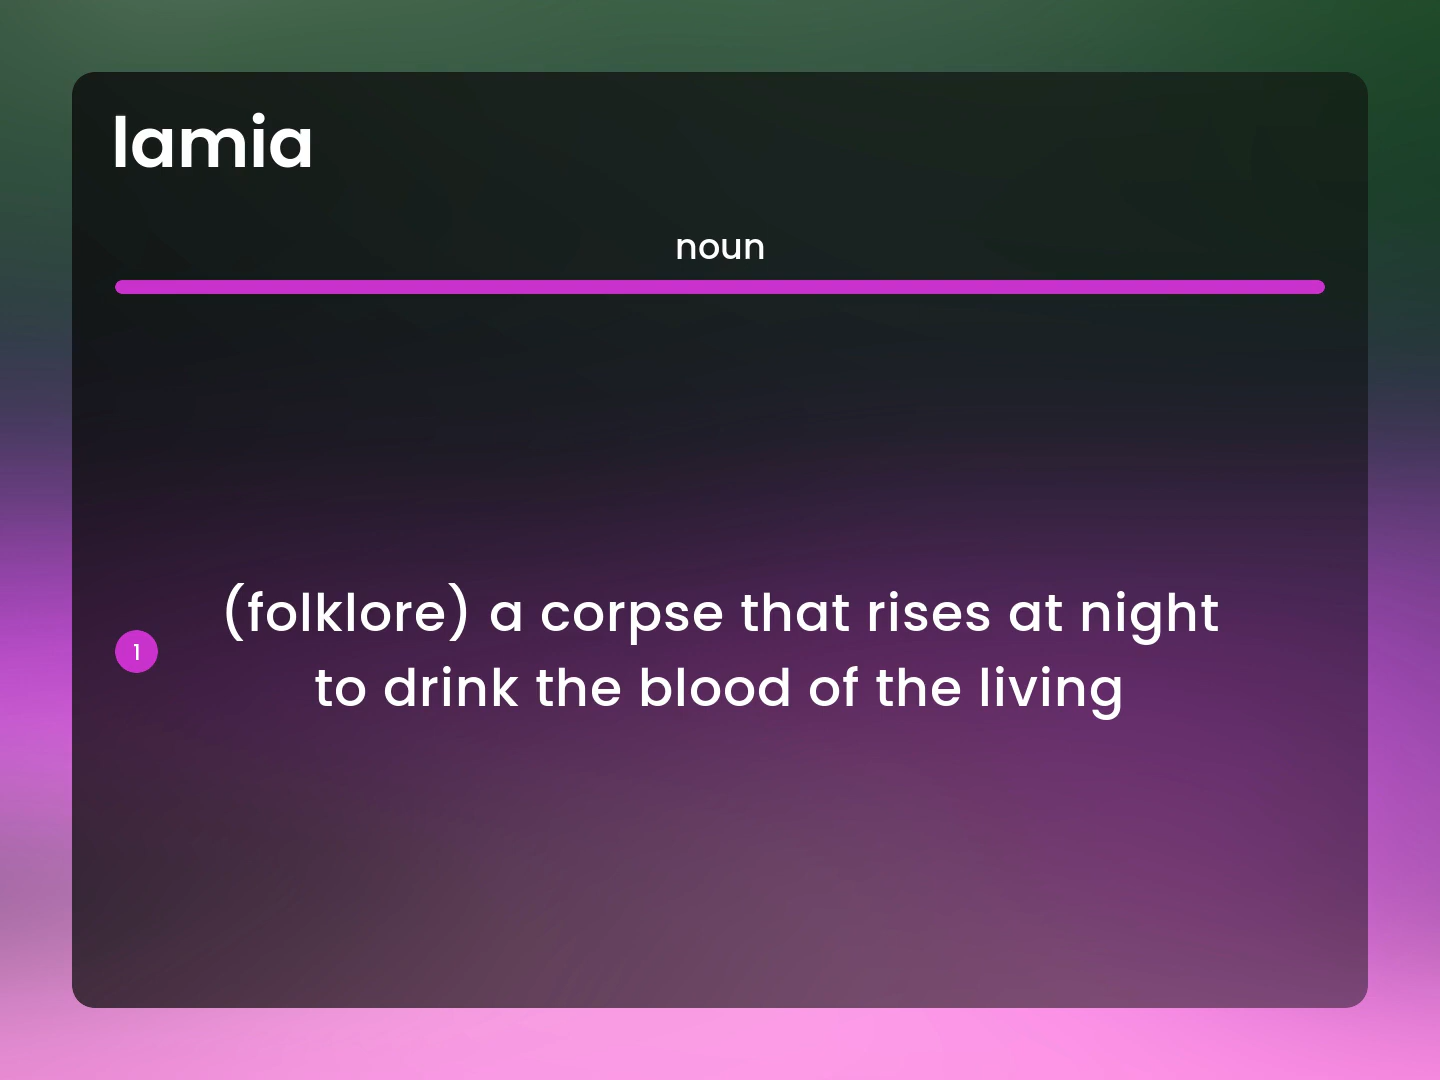 lamia
noun
(folklore) a corpse that rises at night
1
to drink the blood of the living